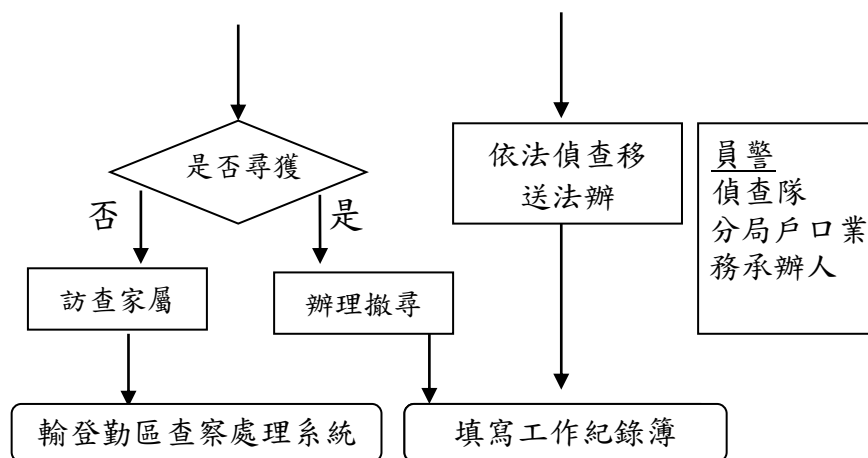 是否尋獲
依法偵查移
送法辦
員警
偵查隊
分局戶口業
務承辦人
否
是
訪查家屬
辦理撤尋
輸登勤區查察處理系統
填寫工作紀錄簿